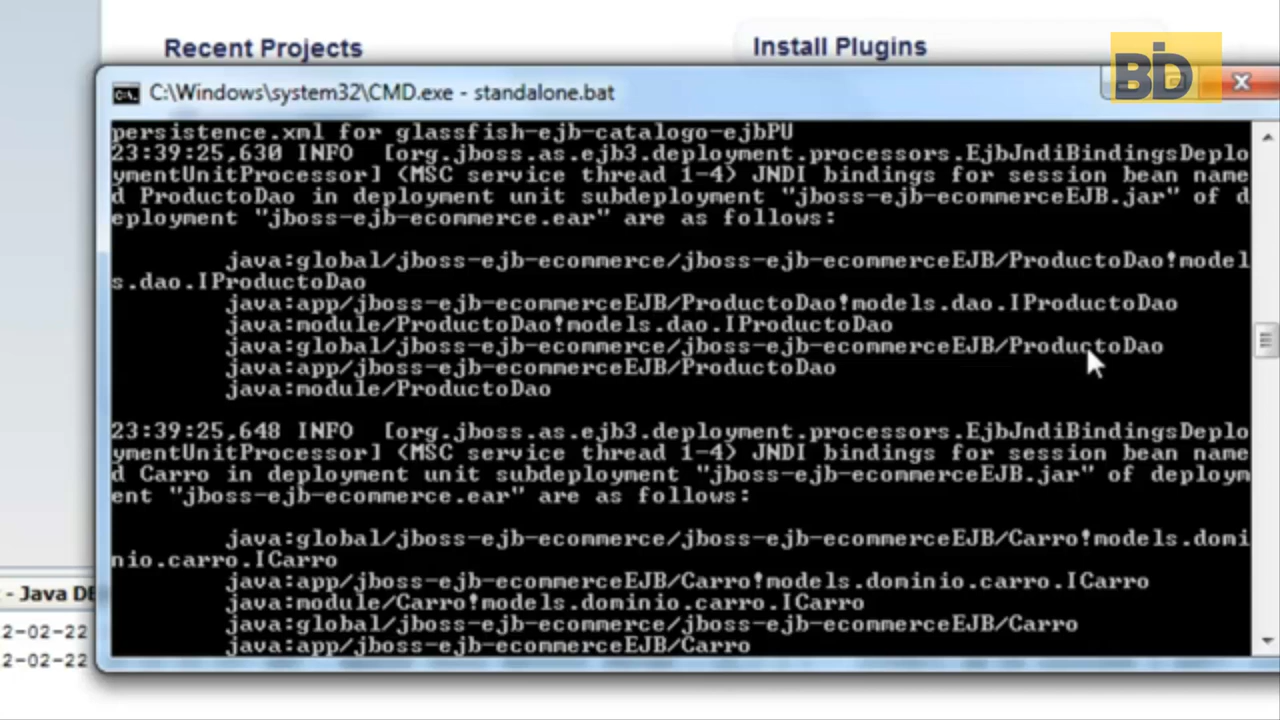 Recent Projects
Install Plugins
BD
C:\Windows\system32\CMD.exe - standalone.bat
persistence.xml for glassfish-ejb-catalogo-ejbPU
23:39:25,630 INFO  [org.jboss.as.ejb3.deployment.processors.EjbJndiBindingsDeplo
ymentUnitProcessor] (MSC service thread 1-4) JNDI bindings for session bean name
d ProductoDao in deployment unit subdeployment "jboss-ejb-ecommerceEJB.jar" of d
eployment "jboss-ejb-ecommerce.ear" are as follows:
java:global/jboss-ejb-ecommerce/jboss-ejb-ecommerceEJB/ProductoDao!model
s.dao.IProductoDao
java:app/jboss-ejb-ecommerceEJB/ProductoDao!models.dao.IProductoDao
java:module/ProductoDao!models.dao.IProductoDao
java:global/jboss-ejb-ecommerce/jboss-ejb-ecommerceEJB/ProductoDao
java:app/jboss-ejb-ecommerceEJB/ProductoDao
java:module/ProductoDao
23:39:25,648 INFO  [org.jboss.as.ejb3.deployment.processors.EjbJndiBindingsDeplo
ymentUnitProcessor] (MSC service thread 1-4) JNDI bindings for session bean name
d Carro in deployment unit subdeployment "jboss-ejb-ecommerceEJB.jar" of deploym
ent "jboss-ejb-ecommerce.ear" are as follows:
java:global/jboss-ejb-ecommerce/jboss-ejb-ecommerceEJB/Carro!models.domi
nio.carro.ICarro
java:app/jboss-ejb-ecommerceEJB/Carro!models.dominio.carro.ICarro
java:module/Carro!models.dominio.carro.ICarro
java:global/jboss-ejb-ecommerce/jboss-ejb-ecommerceEJB/Carro
java:app/jboss-ejb-ecommerceEJB/Carro
- Java DB
2-02-22
2-02-22